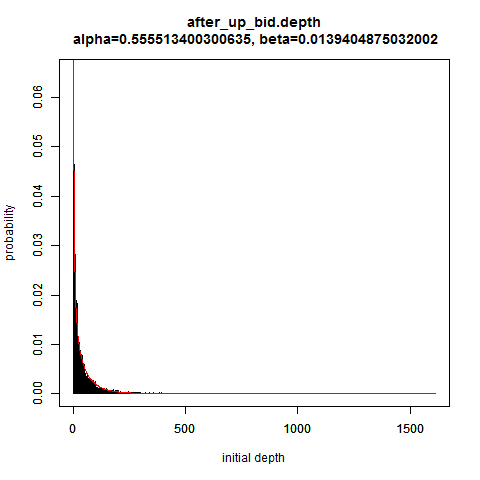 after_up_bid.depth
alpha=0.555513400300635, beta=0.0139404875032002
probability
0.06
0.05
0.04
0.03
0.02
0.01
0.00
0
500
1000
1500
initial depth